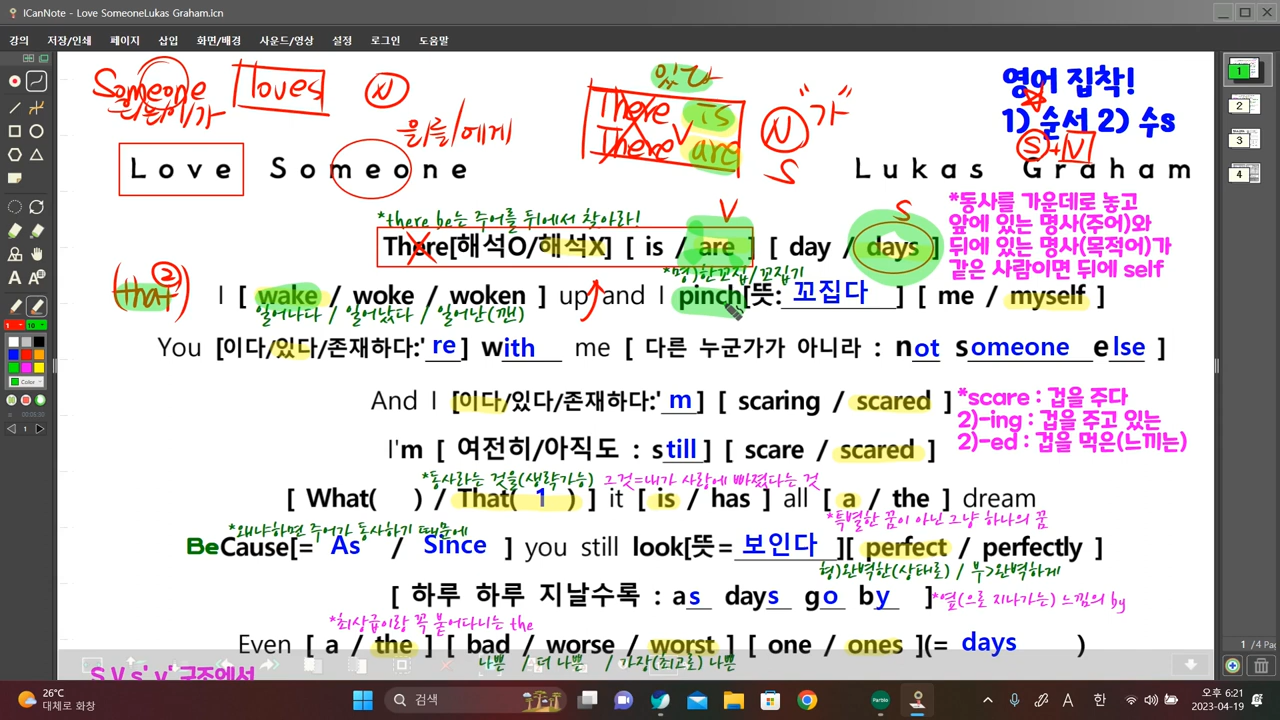 ICanNote - Love SomeoneLukas Graham.icn
강의 저장/인쇄 페이지 삽입 화면/배경 사운드/영상 설정 로그인 도움말
Someone loves N
있다
There is
There are
N "가"
S
을/를/에게
영어 집착!
1) 순서 2) 수s
S+N
Love Someone Lukas Graham
*there be는 주어를 뒤에서 찾아라!
V
S
There[해석O/해석X] [ is / are ] [ day / days ]
*동사를 가운데로 놓고
앞에 있는 명사(주어)와
뒤에 있는 명사(목적어)가
같은 사람이면 뒤에 self
*명)한꼬집/꼬집기
(that) 2
I [ wake / woke / woken ] up and I pinch[뜻: 꼬집다 ] [ me / myself ]
일어나다 / 일어났다 / 일어난(깬)
You [이다/있다/존재하다:'re] with me [ 다른 누군가가 아니라 : not someone else ]
And I [이다/있다/존재하다:'m] [ scaring / scared ]
*scare : 겁을 주다
2)-ing : 겁을 주고 있는
2)-ed : 겁을 먹은(느끼는)
I'm [ 여전히/아직도 : still ] [ scare / scared ]
*동사라는 것을(생략가능) 그것=내가 사랑에 빠졌다는 것
[ What( ) / That( 1 ) ] it [ is / has ] all [ a / the ] dream
*특별한 꿈이 아닌 그냥 하나의 꿈
*왜냐하면 주어가 동사하기 때문에
BeCause[= As / Since ] you still look[뜻= 보인다 ][ perfect / perfectly ]
형)완벽한(상태로) / 부>완벽하게
[ 하루 하루 지날수록 : as days go by ]
*옆(으로 지나가는) 느낌의 by
*최상급이랑 꼭 붙어다니는 the
Even [ a / the ] [ bad / worse / worst ] [ one / ones ](= days )
나쁜 / 더 나쁜 / 가장(최고로) 나쁜
S V s' v' 구조에서
1
2
3
4
Color
1 / 4 Page
26°C
대체로 화창
검색
Parble
A 한
오후 6:21
2023-04-19